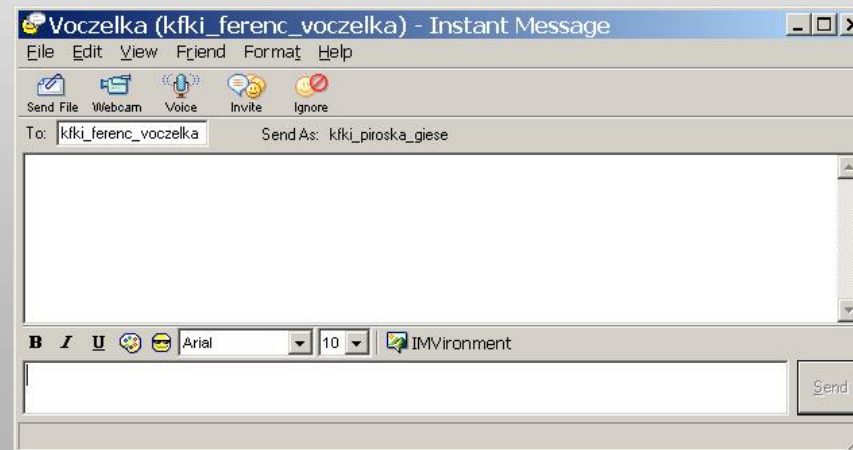 Voczelka (kfki_ferenc_voczelka) - Instant Message
File Edit View Friend Format Help
Send File Webcam Voice Invite Ignore
To: kfki_ferenc_voczelka Send As: kfki_piroska_giese
B I U Arial 10 IMVironment
Send